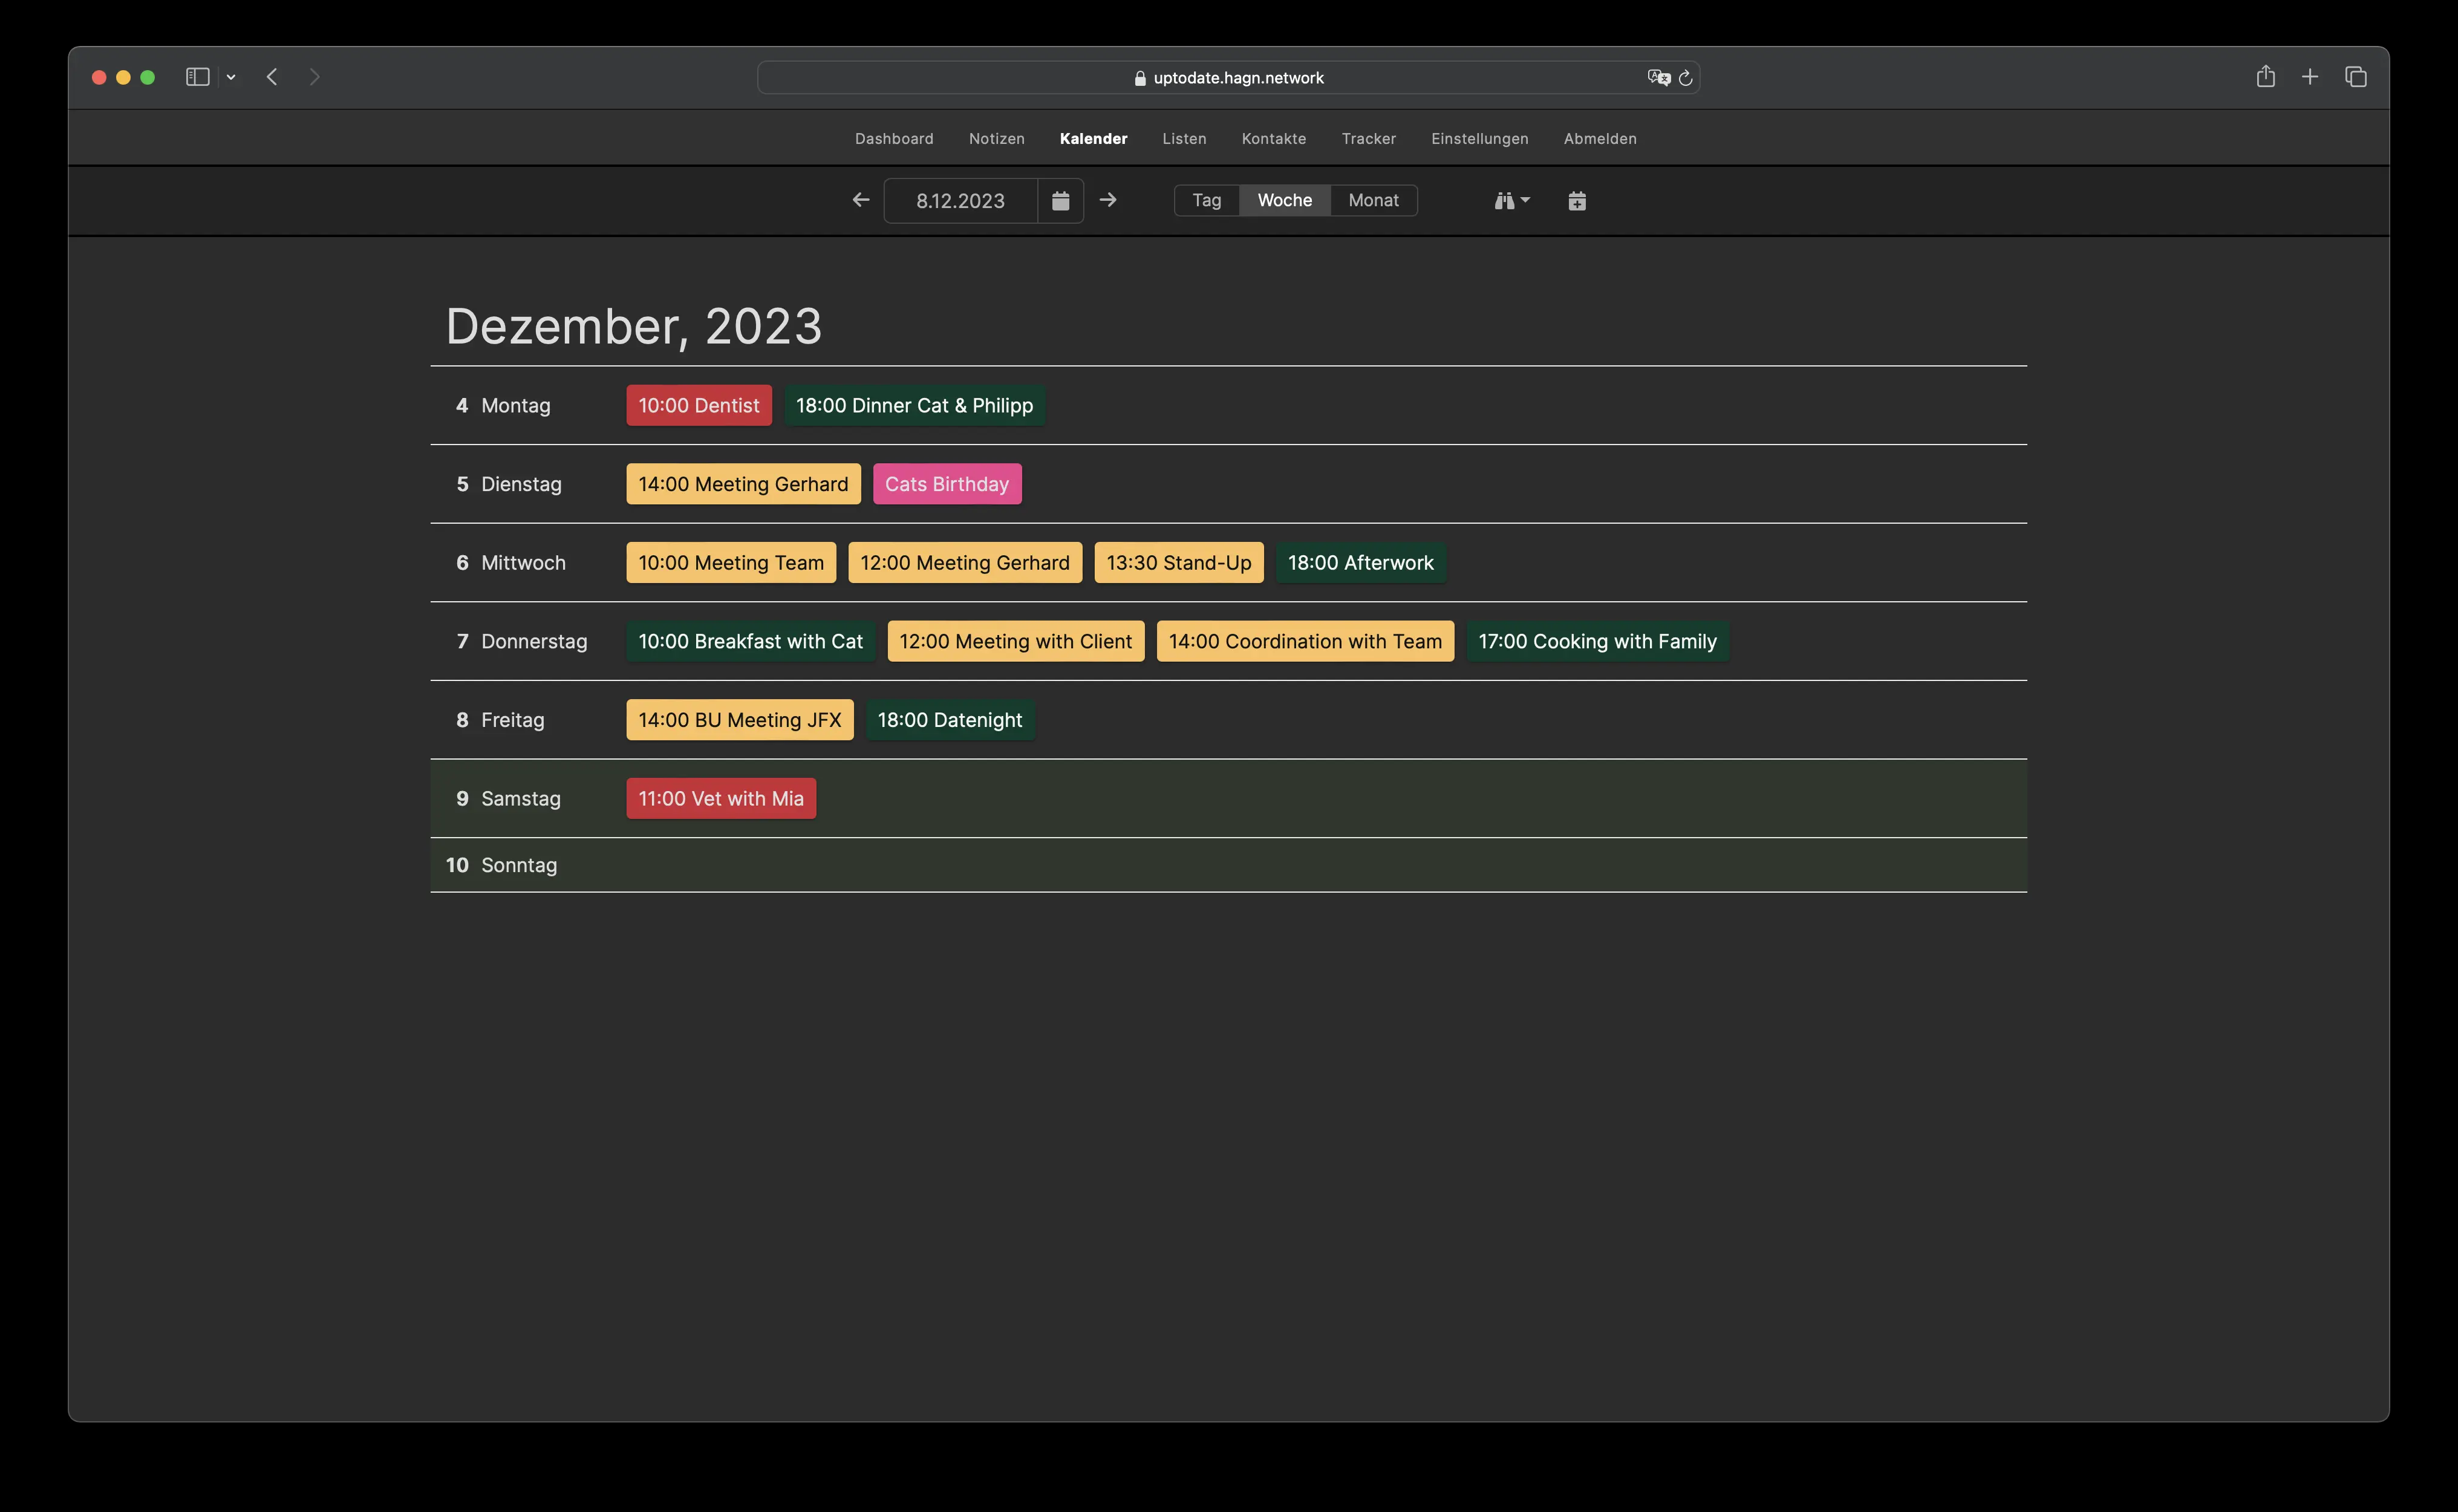 uptodate.hagn.network
Dashboard Notizen Kalender Listen Kontakte Tracker Einstellungen Abmelden
8.12.2023 Tag Woche Monat
Dezember, 2023
4 Montag 10:00 Dentist 18:00 Dinner Cat & Philipp
5 Dienstag 14:00 Meeting Gerhard Cats Birthday
6 Mittwoch 10:00 Meeting Team 12:00 Meeting Gerhard 13:30 Stand-Up 18:00 Afterwork
7 Donnerstag 10:00 Breakfast with Cat 12:00 Meeting with Client 14:00 Coordination with Team 17:00 Cooking with Family
8 Freitag 14:00 BU Meeting JFX 18:00 Datenight
9 Samstag 11:00 Vet with Mia
10 Sonntag